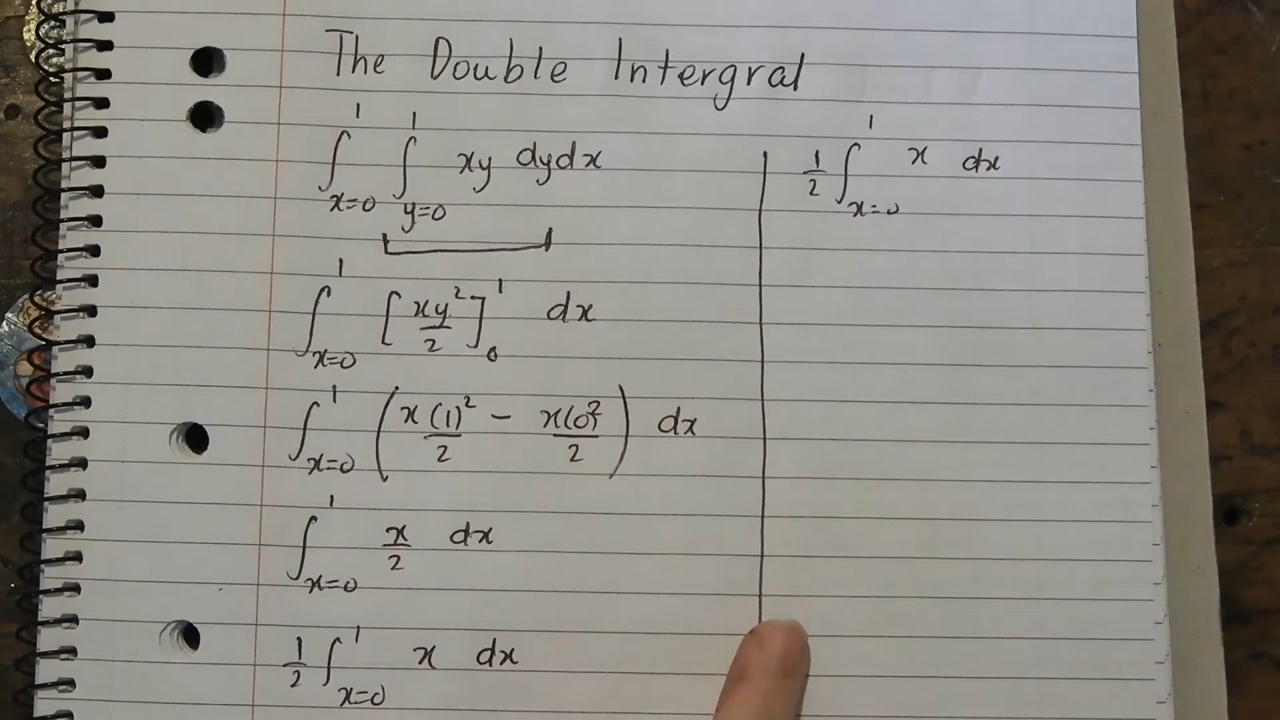 The Double Intergral
∫_{x=0}^{1} ∫_{y=0}^{1} xy dydx
∫_{x=0}^{1} [xy²/2]_{0}^{1} dx
∫_{x=0}^{1} (x(1)²/2 − x(0)²/2) dx
∫_{x=0}^{1} x/2 dx
1/2 ∫_{x=0}^{1} x dx
1/2 ∫_{x=0}^{1} x dx